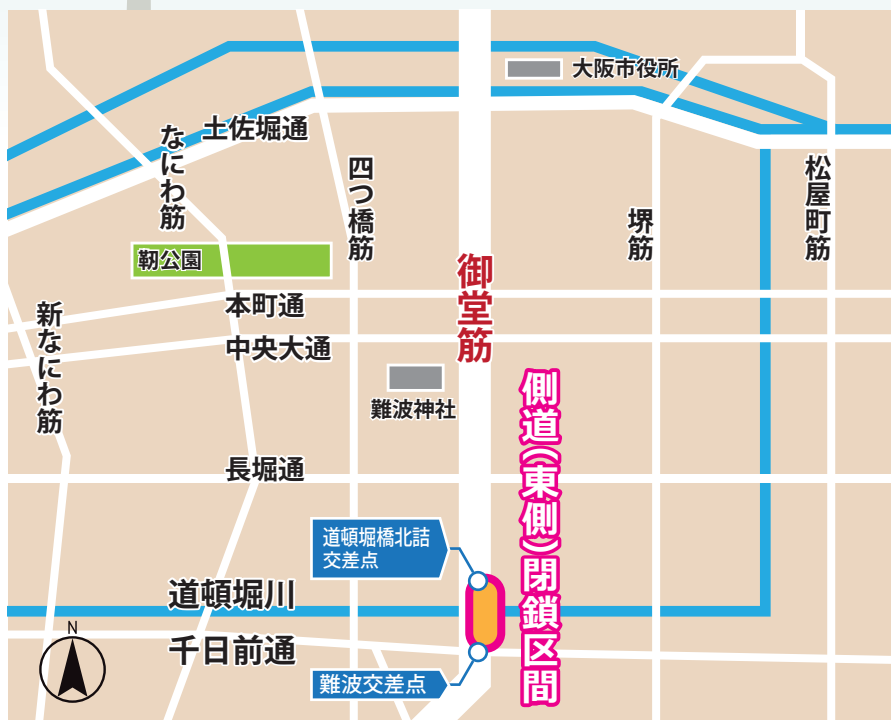 大阪市役所
土佐堀通
なにわ筋
四つ橋筋
堺筋
松屋町筋
靭公園
御堂筋
本町通
新なにわ筋
中央大通
難波神社
側道（東側）閉鎖区間
長堀通
道頓堀橋北詰
交差点
道頓堀川
千日前通
N
難波交差点